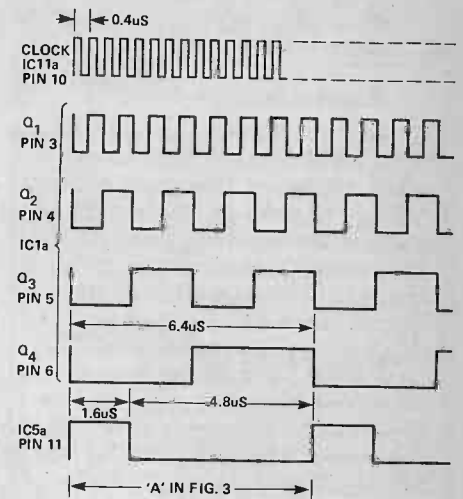 0.4uS
CLOCK
IC11a
PIN 10
Q1
PIN 3
Q2
PIN 4
IC1a
Q3
PIN 5
6.4uS
Q4
PIN 6
1.6uS
4.8uS
IC5a
PIN 11
'A' IN FIG. 3